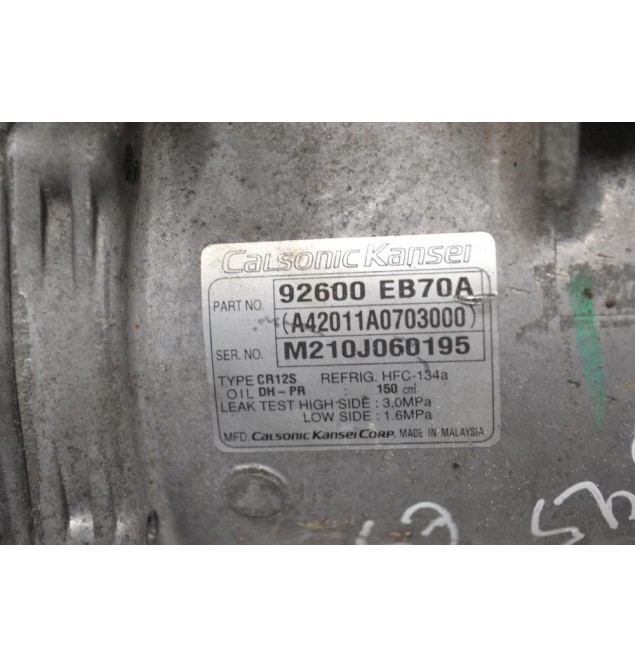 Calsonic Kansei
PART NO. 92600 EB70A
(A42011A0703000)
SER. NO. M210J060195
TYPE CR12S REFRIG. HFC-134a
OIL DH-PR 150 cm³
LEAK TEST HIGH SIDE : 3.0MPa
LOW SIDE : 1.6MPa
MFD. Calsonic Kansei Corp. MADE IN MALAYSIA